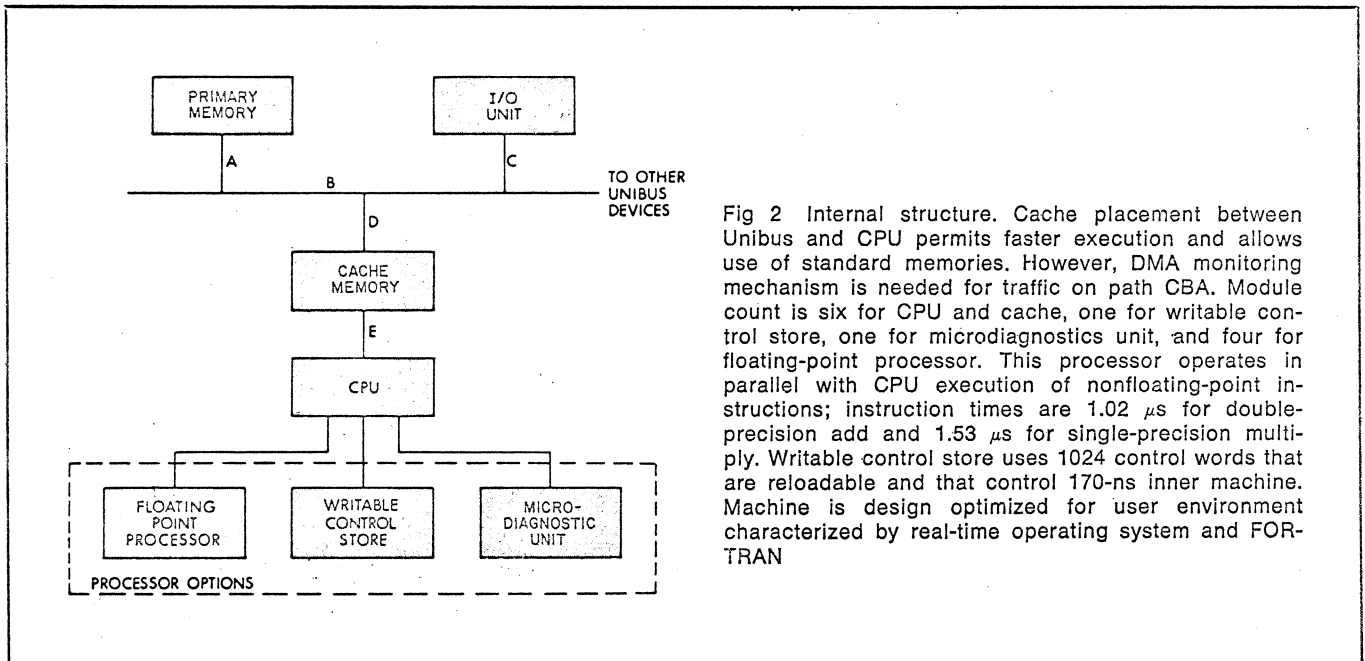 PRIMARY
MEMORY
I/O
UNIT
A
C
B
TO OTHER
UNIBUS
DEVICES
D
CACHE
MEMORY
E
CPU
FLOATING
POINT
PROCESSOR
WRITABLE
CONTROL
STORE
MICRO-
DIAGNOSTIC
UNIT
PROCESSOR OPTIONS
Fig 2 Internal structure. Cache placement between
Unibus and CPU permits faster execution and allows
use of standard memories. However, DMA monitoring
mechanism is needed for traffic on path CBA. Module
count is six for CPU and cache, one for writable con-
trol store, one for microdiagnostics unit, and four for
floating-point processor. This processor operates in
parallel with CPU execution of nonfloating-point in-
structions; instruction times are 1.02 μs for double-
precision add and 1.53 μs for single-precision multi-
ply. Writable control store uses 1024 control words that
are reloadable and that control 170-ns inner machine.
Machine is design optimized for user environment
characterized by real-time operating system and FOR-
TRAN